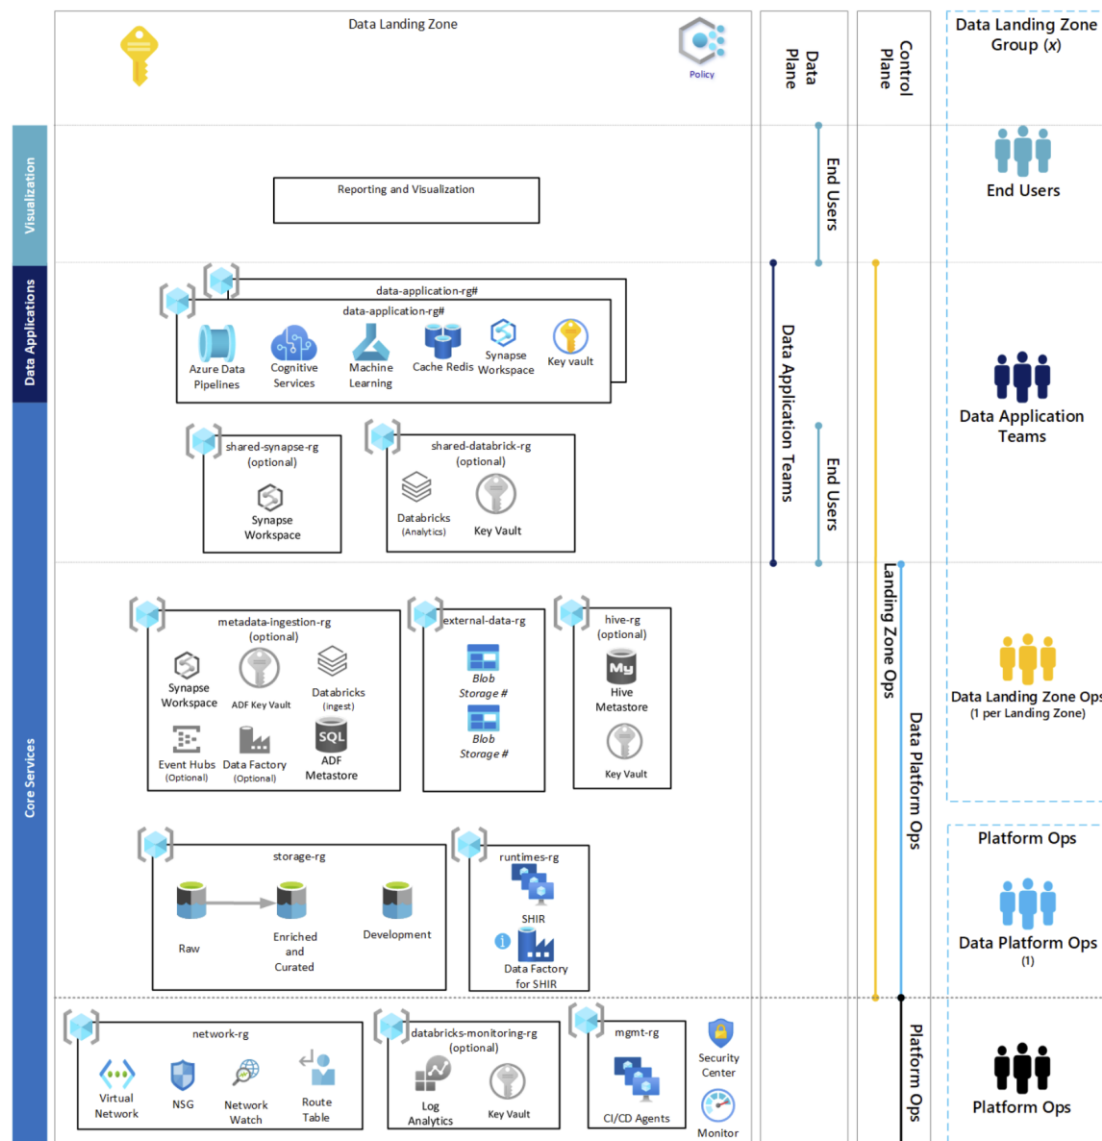 Data Landing Zone
Policy
Data
Plane
Control
Plane
Data Landing Zone
Group (x)
Visualization
Reporting and Visualization
End Users
End Users
Data Applications
data-application-rg#
data-application-rg#
Azure Data
Pipelines
Cognitive
Services
Machine
Learning
Cache Redis
Synapse
Workspace
Key vault
Data Application Teams
Data Application
Teams
Core Services
shared-synapse-rg
(optional)
Synapse
Workspace
shared-databrick-rg
(optional)
Databricks
(Analytics)
Key Vault
End Users
Landing Zone Ops
Data Platform Ops
metadata-ingestion-rg
(optional)
Synapse
Workspace
ADF Key Vault
Databricks
(ingest)
Event Hubs
(Optional)
Data Factory
(Optional)
SQL
ADF
Metastore
external-data-rg
Blob
Storage #
Blob
Storage #
hive-rg
(optional)
My
Hive
Metastore
Key Vault
Data Landing Zone Ops
(1 per Landing Zone)
storage-rg
Raw
Enriched
and
Curated
Development
runtimes-rg
SHIR
i
Data Factory
for SHIR
Platform Ops
Data Platform Ops
(1)
network-rg
Virtual
Network
NSG
Network
Watch
Route
Table
databricks-monitoring-rg
(optional)
Log
Analytics
Key Vault
mgmt-rg
CI/CD Agents
Security
Center
Monitor
Platform Ops
Platform Ops